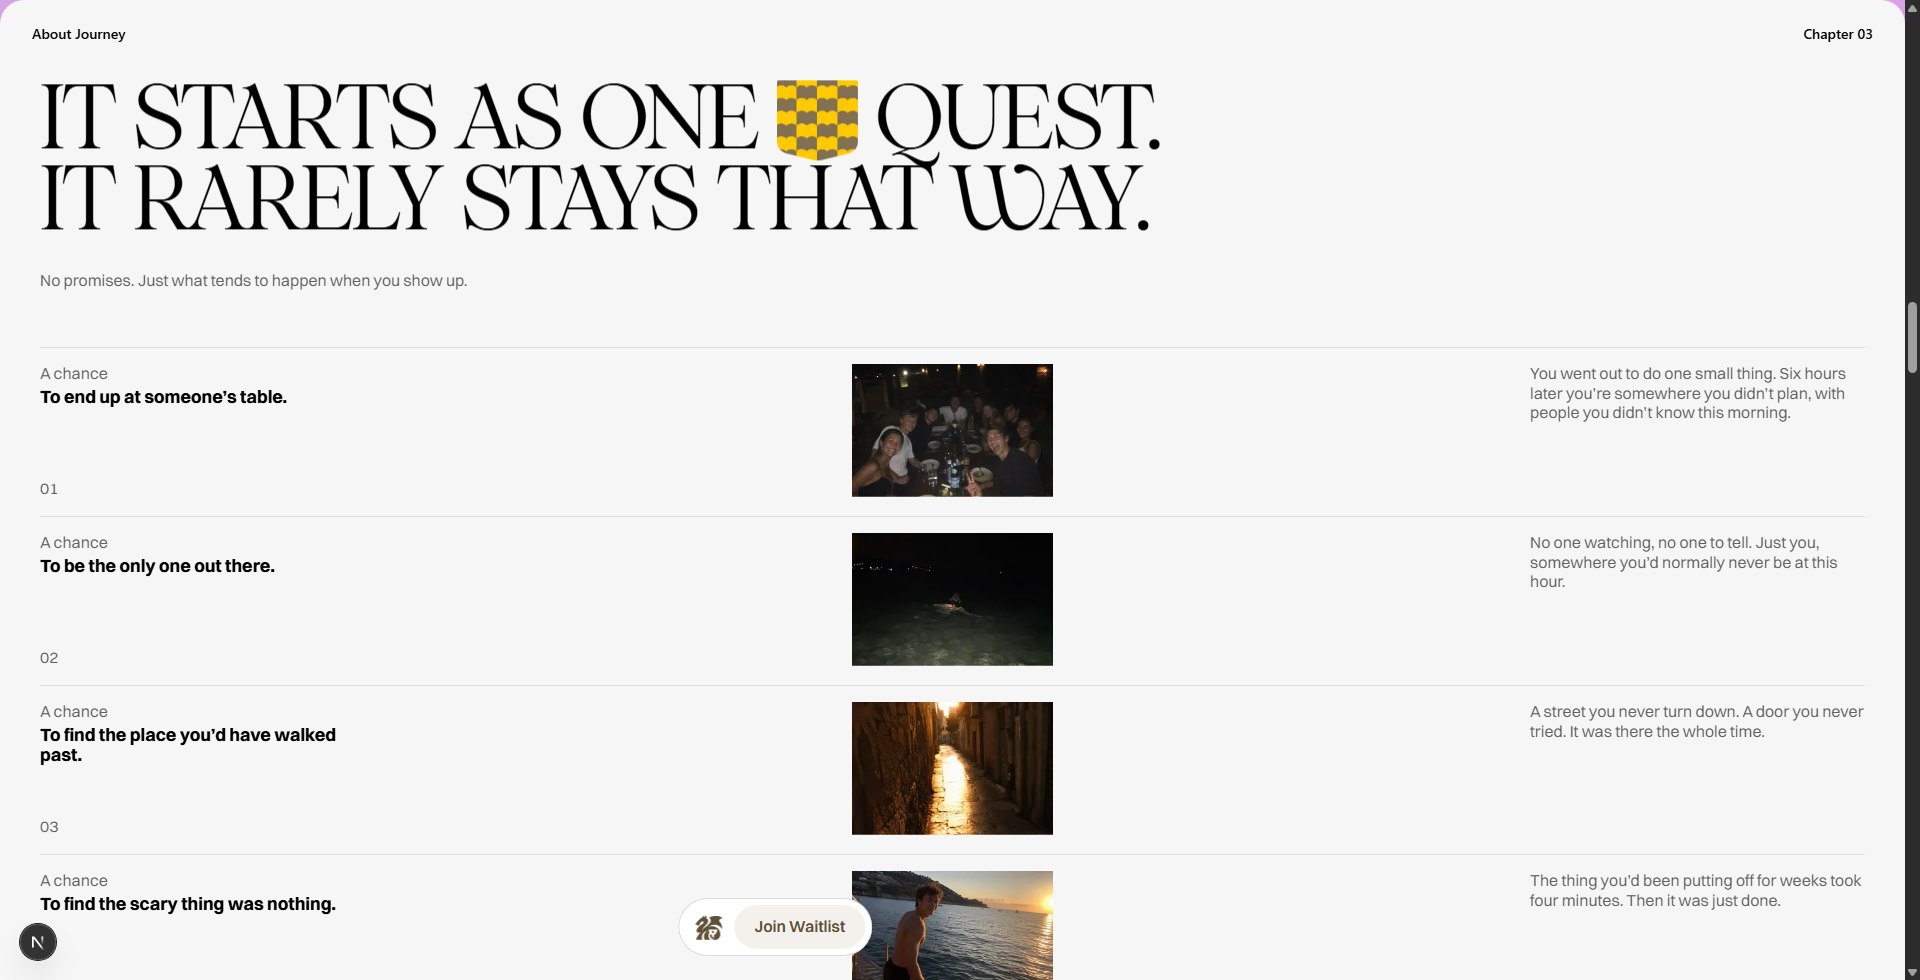 About Journey
Chapter 03
IT STARTS AS ONE QUEST.
IT RARELY STAYS THAT WAY.
No promises. Just what tends to happen when you show up.
A chance
To end up at someone’s table.
01
You went out to do one small thing. Six hours
later you’re somewhere you didn’t plan, with
people you didn’t know this morning.
A chance
To be the only one out there.
02
No one watching, no one to tell. Just you,
somewhere you’d normally never be at this
hour.
A chance
To find the place you’d have walked
past.
03
A street you never turn down. A door you never
tried. It was there the whole time.
A chance
To find the scary thing was nothing.
The thing you’d been putting off for weeks took
four minutes. Then it was just done.
Join Waitlist
N